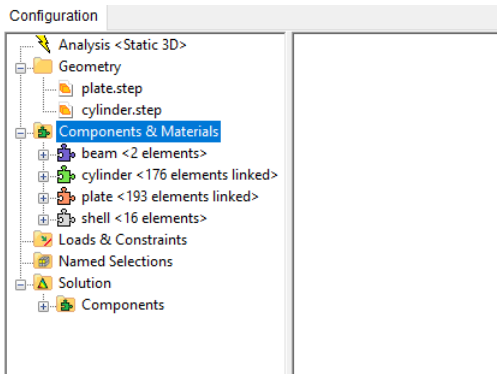 Configuration
Analysis <Static 3D>
Geometry
plate.step
cylinder.step
Components & Materials
beam <2 elements>
cylinder <176 elements linked>
plate <193 elements linked>
shell <16 elements>
Loads & Constraints
Named Selections
Solution
Components